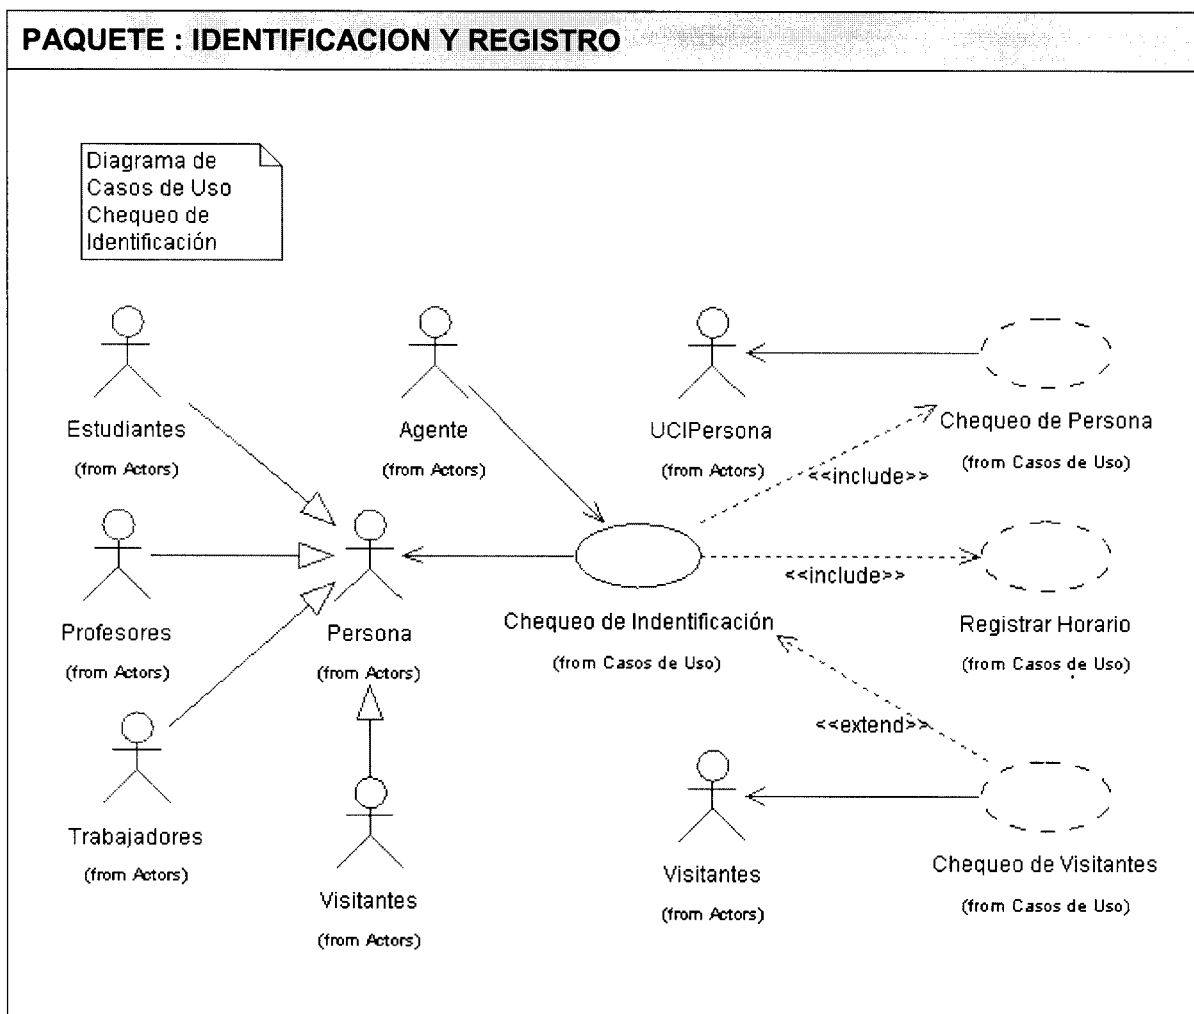 PAQUETE : IDENTIFICACION Y REGISTRO
Diagrama de
Casos de Uso
Chequeo de
Identificación
Estudiantes
(from Actors)
Agente
(from Actors)
UCIPersona
(from Actors)
Chequeo de Persona
(from Casos de Uso)
<<include>>
<<include>>
Profesores
(from Actors)
Persona
(from Actors)
Chequeo de Indentificación
(from Casos de Uso)
Registrar Horario
(from Casos de Uso)
<<extend>>
Trabajadores
(from Actors)
Visitantes
(from Actors)
Visitantes
(from Actors)
Chequeo de Visitantes
(from Casos de Uso)